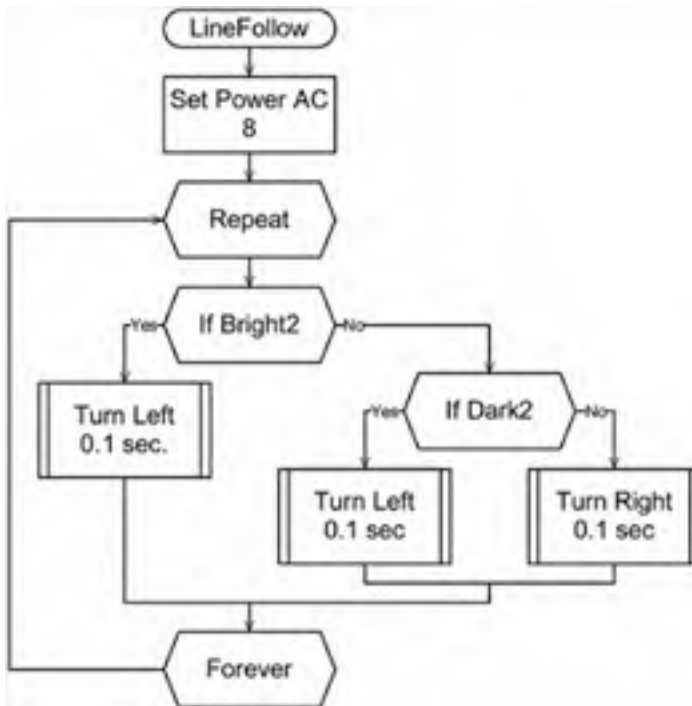 LineFollow
Set Power AC
8
Repeat
If Bright2
Yes
No
Turn Left
0.1 sec.
If Dark2
Yes
No
Turn Left
0.1 sec
Turn Right
0.1 sec
Forever